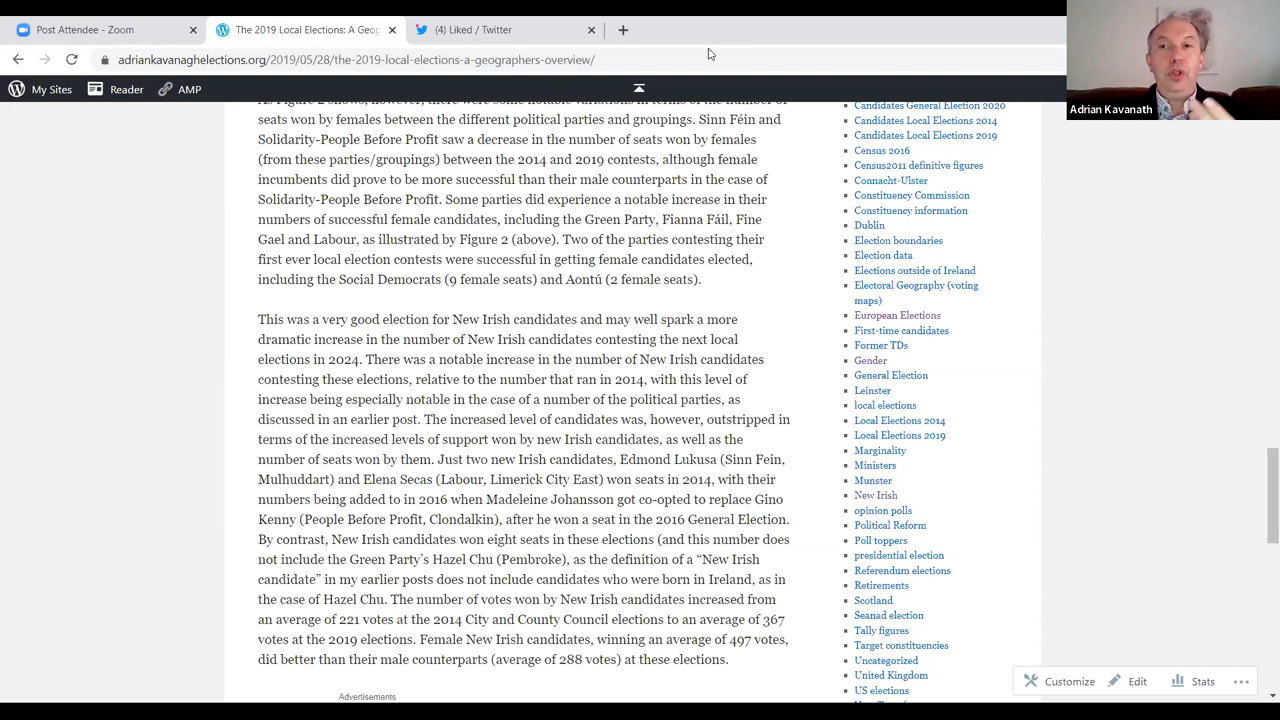 Post Attendee - Zoom
The 2019 Local Elections: A Geog
(4) Liked / Twitter
adriankavanaghelections.org/2019/05/28/the-2019-local-elections-a-geographers-overview/
My Sites
Reader
AMP
Adrian Kavanath
As Figure 2 shows, however, there were some notable variations in terms of the number of
seats won by females between the different political parties and groupings. Sinn Féin and
Solidarity-People Before Profit saw a decrease in the number of seats won by females
(from these parties/groupings) between the 2014 and 2019 contests, although female
incumbents did prove to be more successful than their male counterparts in the case of
Solidarity-People Before Profit. Some parties did experience a notable increase in their
numbers of successful female candidates, including the Green Party, Fianna Fáil, Fine
Gael and Labour, as illustrated by Figure 2 (above). Two of the parties contesting their
first ever local election contests were successful in getting female candidates elected,
including the Social Democrats (9 female seats) and Aontú (2 female seats).
This was a very good election for New Irish candidates and may well spark a more
dramatic increase in the number of New Irish candidates contesting the next local
elections in 2024. There was a notable increase in the number of New Irish candidates
contesting these elections, relative to the number that ran in 2014, with this level of
increase being especially notable in the case of a number of the political parties, as
discussed in an earlier post. The increased level of candidates was, however, outstripped in
terms of the increased levels of support won by new Irish candidates, as well as the
number of seats won by them. Just two new Irish candidates, Edmond Lukusa (Sinn Fein,
Mulhuddart) and Elena Secas (Labour, Limerick City East) won seats in 2014, with their
numbers being added to in 2016 when Madeleine Johansson got co-opted to replace Gino
Kenny (People Before Profit, Clondalkin), after he won a seat in the 2016 General Election.
By contrast, New Irish candidates won eight seats in these elections (and this number does
not include the Green Party's Hazel Chu (Pembroke), as the definition of a "New Irish
candidate" in my earlier posts does not include candidates who were born in Ireland, as in
the case of Hazel Chu. The number of votes won by New Irish candidates increased from
an average of 221 votes at the 2014 City and County Council elections to an average of 367
votes at the 2019 elections. Female New Irish candidates, winning an average of 497 votes,
did better than their male counterparts (average of 288 votes) at these elections.
Advertisements
Candidates General Election 2020
Candidates Local Elections 2014
Candidates Local Elections 2019
Census 2016
Census2011 definitive figures
Connacht-Ulster
Constituency Commission
Constituency information
Dublin
Election boundaries
Election data
Elections outside of Ireland
Electoral Geography (voting
maps)
European Elections
First-time candidates
Former TDs
Gender
General Election
Leinster
local elections
Local Elections 2014
Local Elections 2019
Marginality
Ministers
Munster
New Irish
opinion polls
Political Reform
Poll toppers
presidential election
Referendum elections
Retirements
Scotland
Seanad election
Tally figures
Target constituencies
Uncategorized
United Kingdom
US elections
Customize
Edit
Stats